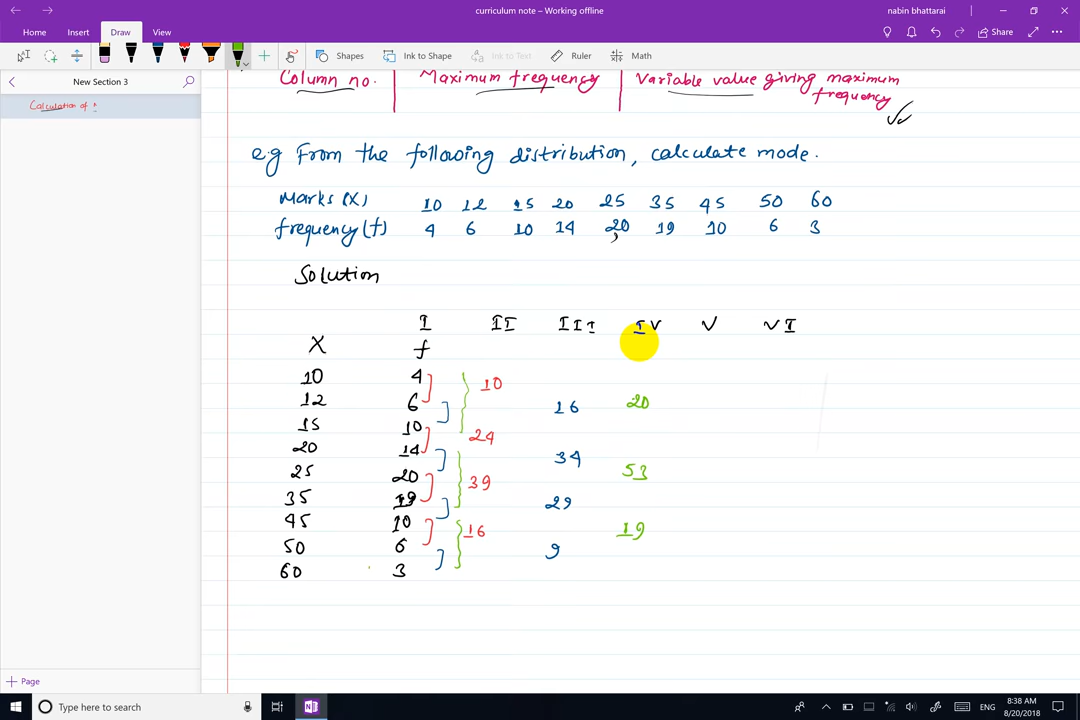 curriculum note – Working offline
nabin bhattarai
Home Insert Draw View
Share
Shapes Ink to Shape Ink to Text Ruler Math
New Section 3
Calculation of
Column no. Maximum frequency Variable value giving maximum frequency
e.g From the following distribution, calculate mode.
Marks (X) 10 12 15 20 25 35 45 50 60
frequency (f) 4 6 10 14 20 19 10 6 3
Solution
I II III IV V VI
X f
10 4 10
12 6 16 20
15 10
20 14 24
25 20 34 53
35 19 39
45 10 29
50 6 16 19
60 3 9
Page
Type here to search
ENG
8:38 AM
8/20/2018